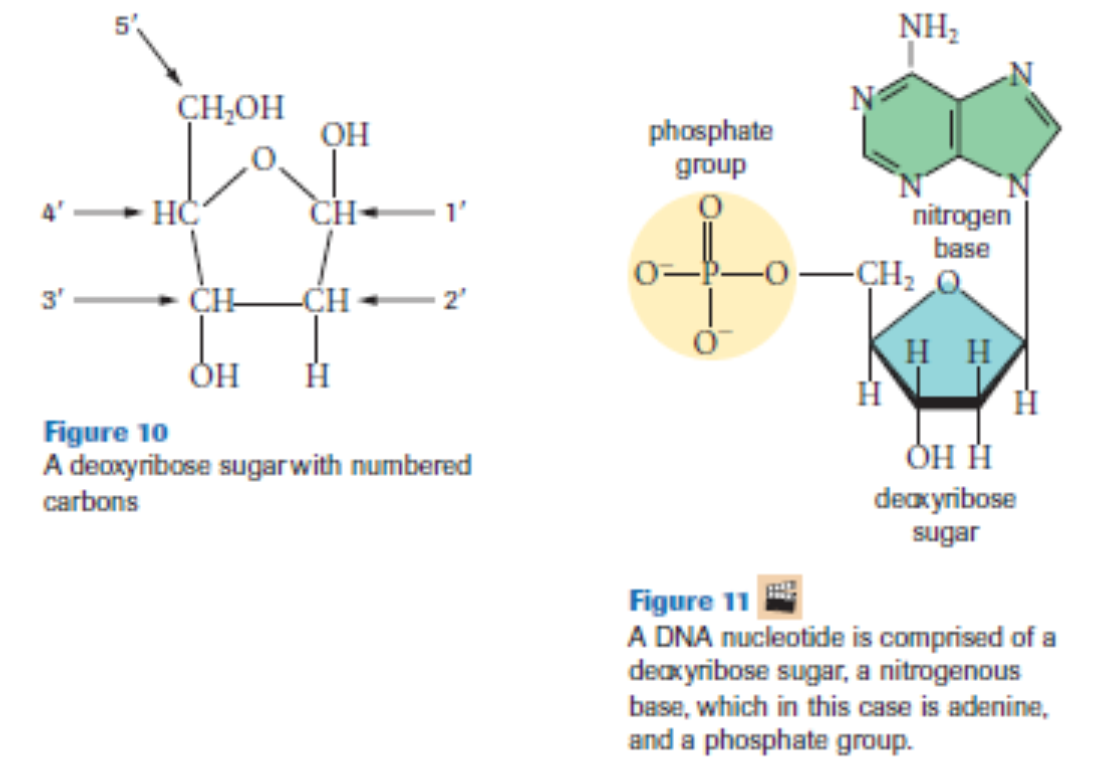 5′
CH₂OH
OH
O
4′
HC
CH
1′
3′
CH
CH
2′
OH
H
Figure 10
A deoxyribose sugar with numbered
carbons
NH₂
N
N
N
N
phosphate
group
nitrogen
base
O
O⁻
P
O
CH₂
O
O⁻
H
H
H
H
OH
H
deoxyribose
sugar
Figure 11
A DNA nucleotide is comprised of a
deoxyribose sugar, a nitrogenous
base, which in this case is adenine,
and a phosphate group.